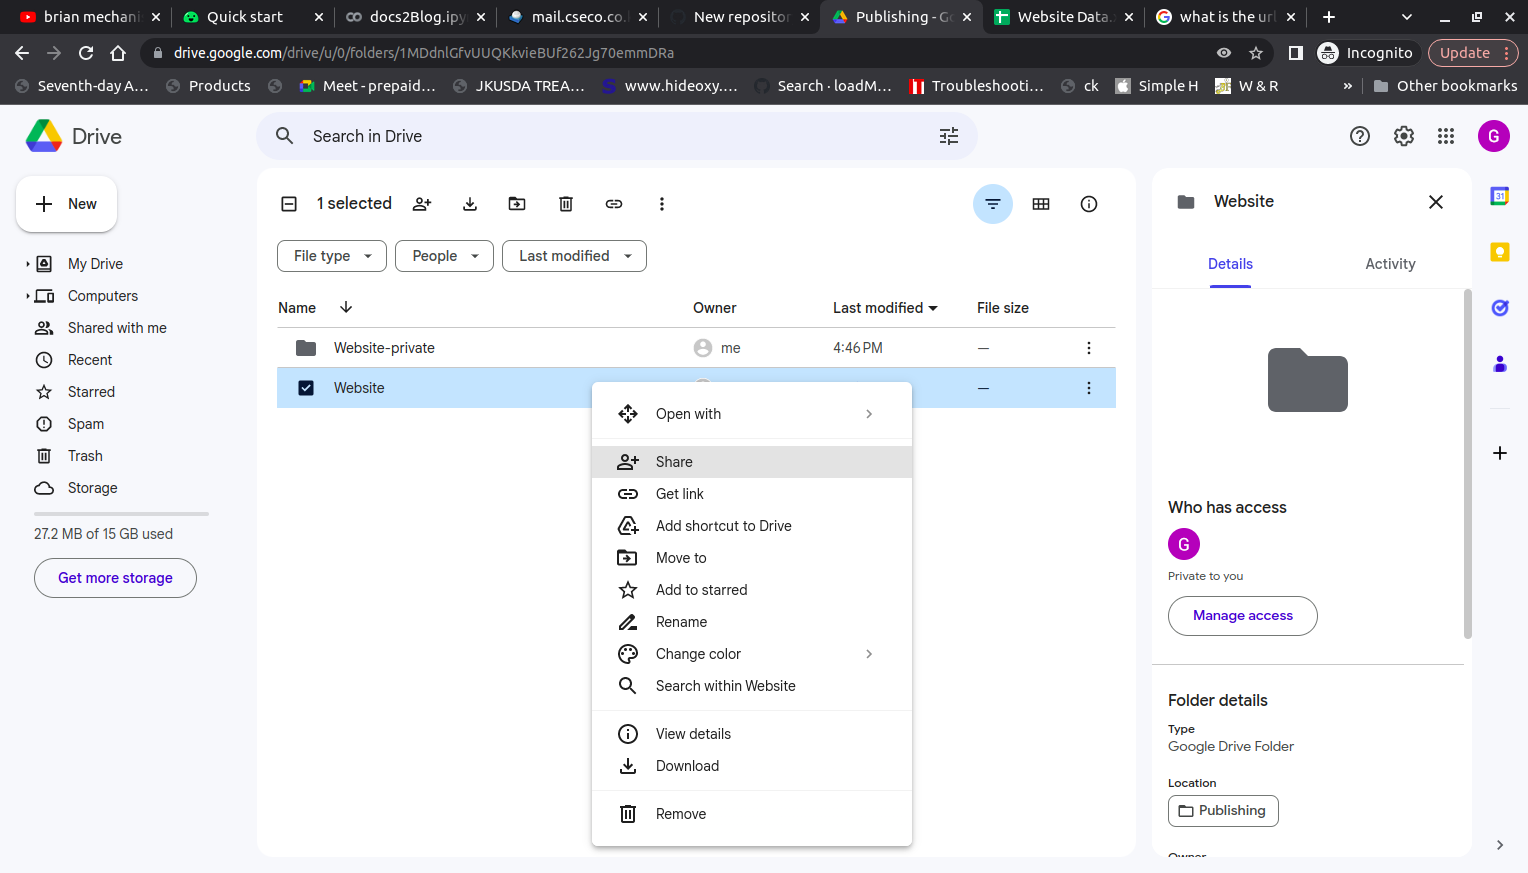 brian mechani
Quick start
docs2Blog.ipy
mail.cseco.co.
New repositor
Publishing - Go
Website Data.
what is the url
drive.google.com/drive/u/0/folders/1MDdnlGfvUUQKkvieBUf262Jg70emmDRa
Incognito
Update
Seventh-day A...
Products
Meet - prepaid...
JKUSDA TREA...
www.hideoxy....
Search · loadM...
Troubleshooti...
ck
Simple H
W & R
»
Other bookmarks
Drive
Search in Drive
G
New
My Drive
Computers
Shared with me
Recent
Starred
Spam
Trash
Storage
27.2 MB of 15 GB used
Get more storage
1 selected
File type
People
Last modified
Name
Owner
Last modified
File size
Website-private
me
4:46 PM
—
Website
—
Open with
Share
Get link
Add shortcut to Drive
Move to
Add to starred
Rename
Change color
Search within Website
View details
Download
Remove
Website
Details
Activity
Who has access
G
Private to you
Manage access
Folder details
Type
Google Drive Folder
Location
Publishing
Owner
31